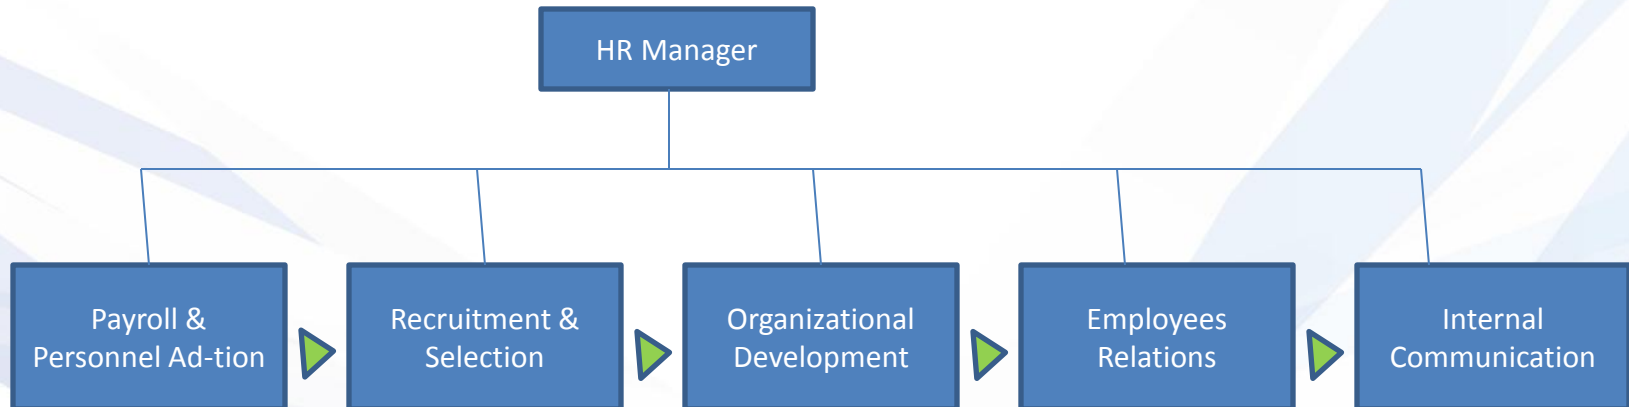 HR Manager
Payroll &
Personnel Ad-tion
Recruitment &
Selection
Organizational
Development
Employees
Relations
Internal
Communication